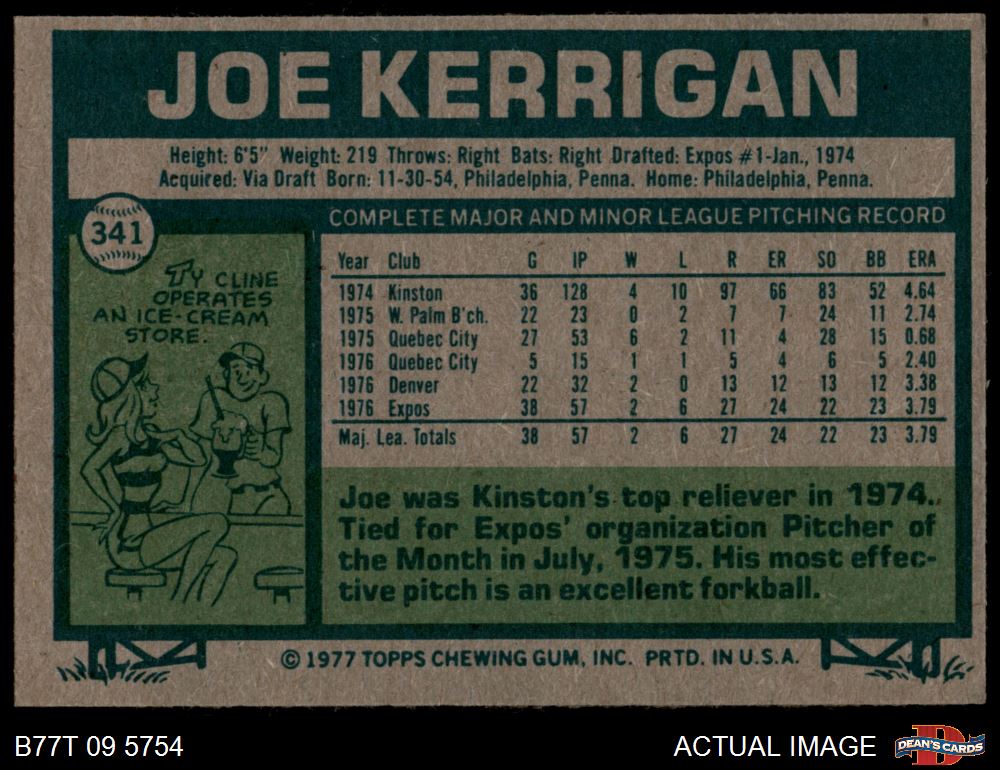 JOE KERRIGAN
Height: 6'5" Weight: 219 Throws: Right Bats: Right Drafted: Expos #1-Jan., 1974
Acquired: Via Draft Born: 11-30-54, Philadelphia, Penna. Home: Philadelphia, Penna.
341
TY CLINE
OPERATES
AN ICE-CREAM
STORE.
COMPLETE MAJOR AND MINOR LEAGUE PITCHING RECORD
Year Club G IP W L R ER SO BB ERA
1974 Kinston 36 128 4 10 97 66 83 52 4.64
1975 W. Palm B'ch. 22 23 0 2 7 7 24 11 2.74
1975 Quebec City 27 53 6 2 11 4 28 15 0.68
1976 Quebec City 5 15 1 1 5 4 6 5 2.40
1976 Denver 22 32 2 0 13 12 13 12 3.38
1976 Expos 38 57 2 6 27 24 22 23 3.79
Maj. Lea. Totals 38 57 2 6 27 24 22 23 3.79
Joe was Kinston's top reliever in 1974.
Tied for Expos' organization Pitcher of
the Month in July, 1975. His most effec-
tive pitch is an excellent forkball.
© 1977 TOPPS CHEWING GUM, INC. PRTD. IN U.S.A.
B77T 09 5754
ACTUAL IMAGE
D
DEAN'S CARDS